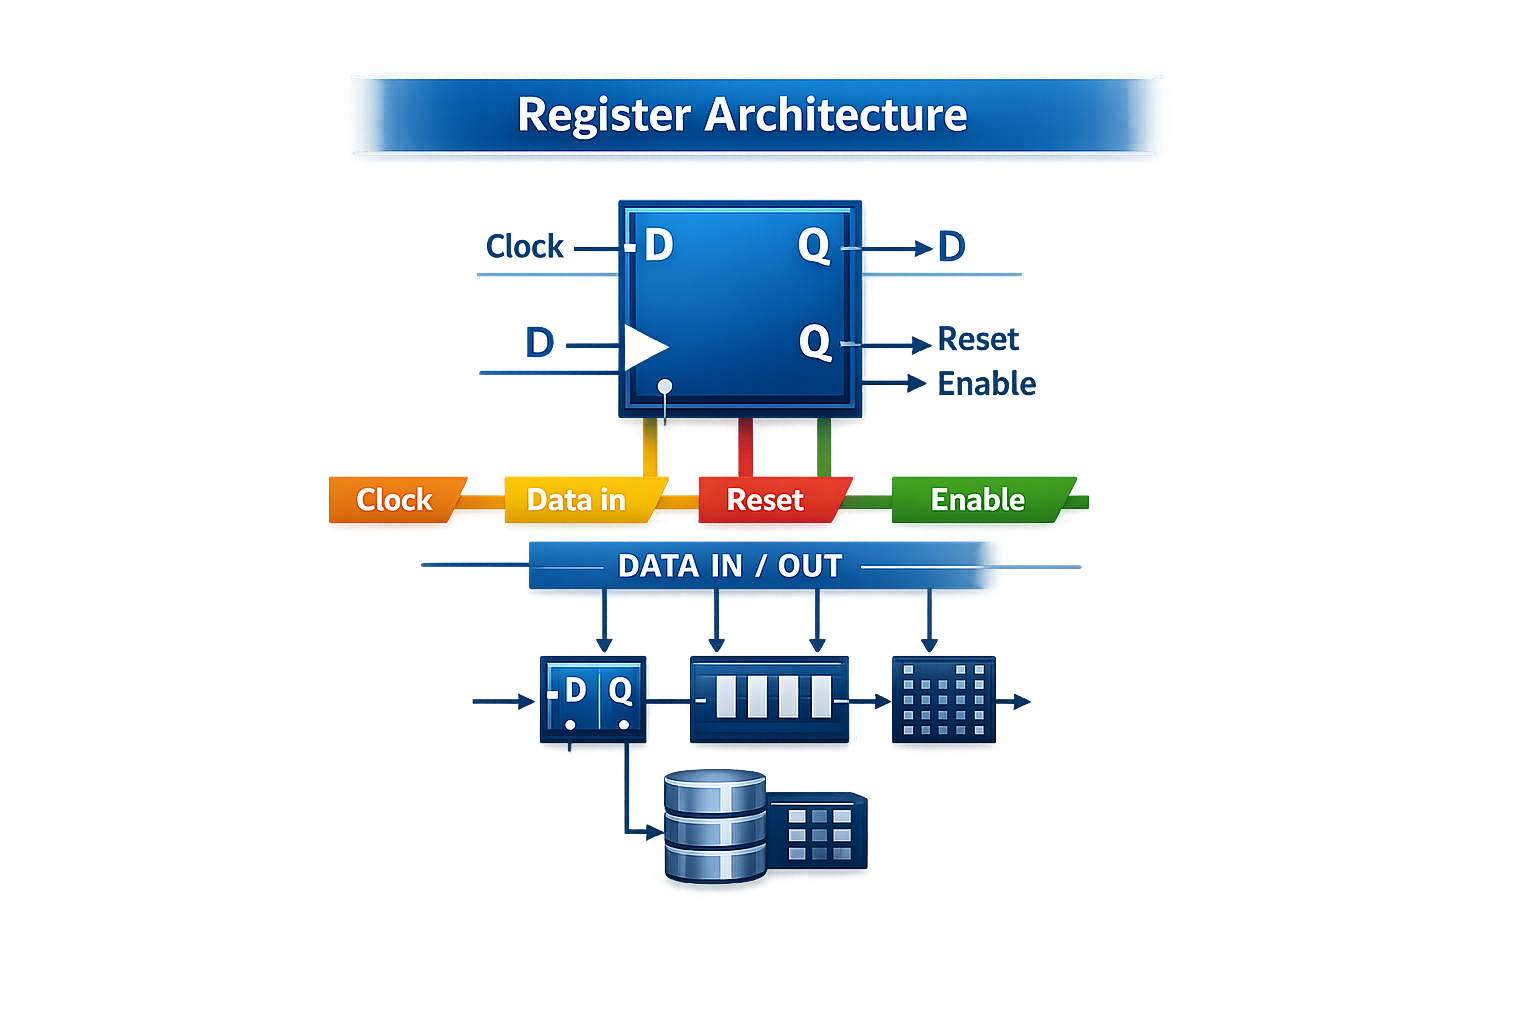 Register Architecture
Clock D Q D
D Q Reset
Enable
Clock Data in Reset Enable
DATA IN / OUT
D Q